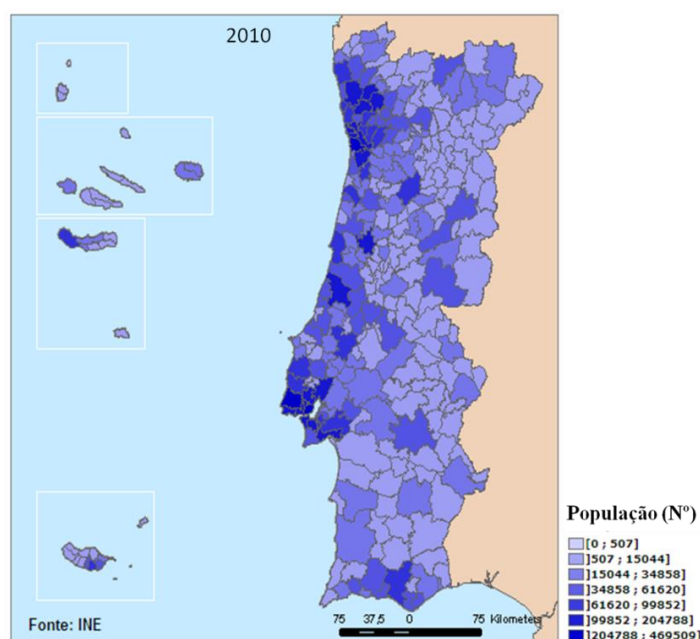 2010
População (Nº)
[0 ; 507]
]507 ; 15044]
]15044 ; 34858]
]34858 ; 61620]
]61620 ; 99852]
]99852 ; 204788]
]204788 ; 469509]
Fonte: INE
75 37,5 0 75 Kilometers